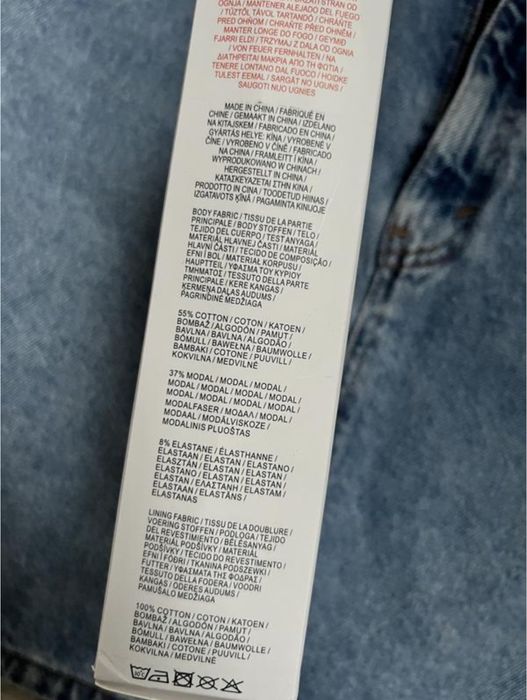 OGNJA / MANTENER ALEJADO DEL FUEGO
/ TŰZTŐL TÁVOL TARTANDÓ / CHRAŇTE
PŘED OHŇOM / CHRAŇTE PŘED OHNĚM /
MANTER LONGE DO FOGO / GEYMIÐ
FJARRI ELDI / TRZYMAJ Z DALA OD OGNIA
/ VON FEUER FERNHALTEN / ΝΑ
ΔΙΑΤΗΡΕΙΤΑΙ ΜΑΚΡΙΑ ΑΠΟ ΤΗ ΦΩΤΙΑ /
TENERE LONTANO DAL FUOCO / HOIDKE
TULEST EEMAL / SARGĀT NO UGUNS /
SAUGOTI NUO UGNIES
MADE IN CHINA / FABRIQUÉ EN
CHINE / GEMAAKT IN CHINA / IZDELANO
NA KITAJSKEM / FABRICADO EN CHINA /
GYÁRTÁS HELYE: KÍNA / VYROBENÉ V
ČÍNE / VYROBENO V ČÍNĚ / FABRICADO
NA CHINA / FRAMLEITT Í KÍNA /
WYPRODUKOWANO W CHINACH /
HERGESTELLT IN CHINA /
ΚΑΤΑΣΚΕΥΑΖΕΤΑΙ ΣΤΗΝ ΚΙΝΑ /
PRODOTTO IN CINA / TOODETUD HIINAS /
IZGATAVOTS ĶĪNĀ / PAGAMINTA KINIJOJE
BODY FABRIC / TISSU DE LA PARTIE
PRINCIPALE / BODY STOFFEN / TELO /
TEJIDO DEL CUERPO / TEST ANYAGA /
MATERIÁL HLAVNEJ ČASTI / MATERIÁL
HLAVNÍ ČÁSTI / TECIDO DE COMPOSIÇÃO /
EFNI Í BOL / MATERIAŁ KORPUSU /
HAUPTTEIL / ΥΦΑΣΜΑ ΤΟΥ ΚΥΡΙΟΥ
ΤΜΗΜΑΤΟΣ / TESSUTO DELLA PARTE
PRINCIPALE / KERE KANGAS /
ĶERMEŅA DAĻAS AUDUMS /
PAGRINDINĖ MEDŽIAGA
55% COTTON / COTON / KATOEN /
BOMBAŽ / ALGODÓN / PAMUT /
BAVLNA / BAVLNA / ALGODÃO /
BÓMULL / BAWEŁNA / BAUMWOLLE /
ΒΑΜΒΑΚΙ / COTONE / PUUVILL /
KOKVILNA / MEDVILNĖ
37% MODAL / MODAL / MODAL /
MODAL / MODAL / MODAL / MODAL /
MODAL / MODAL / MODAL / MODAL /
MODALFASER / ΜΟΔΑΛ / MODAL /
MODAAL / MODĀLVISKOZE /
MODALINIS PLUOŠTAS
8% ELASTANE / ÉLASTHANNE /
ELASTAAN / ELASTAN / ELASTANO /
ELASZTÁN / ELASTAN / ELASTAN /
ELASTANO / ELASTAN / ELASTAN /
ELASTAN / ΕΛΑΣΤΑΝΗ / ELASTAM /
ELASTAAN / ELASTĀNS /
ELASTANAS
LINING FABRIC / TISSU DE LA DOUBLURE /
VOERING STOFFEN / PODLOGA / TEJIDO
DEL REVESTIMIENTO / BÉLÉSANYAG /
MATERIÁL PODŠÍVKY / MATERIÁL
PODŠÍVKY / TECIDO DO REVESTIMENTO /
EFNI Í FÓÐRI / TKANINA PODSZEWKI /
FUTTER / ΥΦΑΣΜΑΤΑ ΤΗΣ ΦΟΔΡΑΣ /
TESSUTO DELLA FODERA / VOODRI
KANGAS / ODERES AUDUMS /
PAMUŠALO MEDŽIAGA
100% COTTON / COTON / KATOEN /
BOMBAŽ / ALGODÓN / PAMUT /
BAVLNA / BAVLNA / ALGODÃO /
BÓMULL / BAWEŁNA / BAUMWOLLE /
ΒΑΜΒΑΚΙ / COTONE / PUUVILL /
KOKVILNA / MEDVILNĖ
30°C